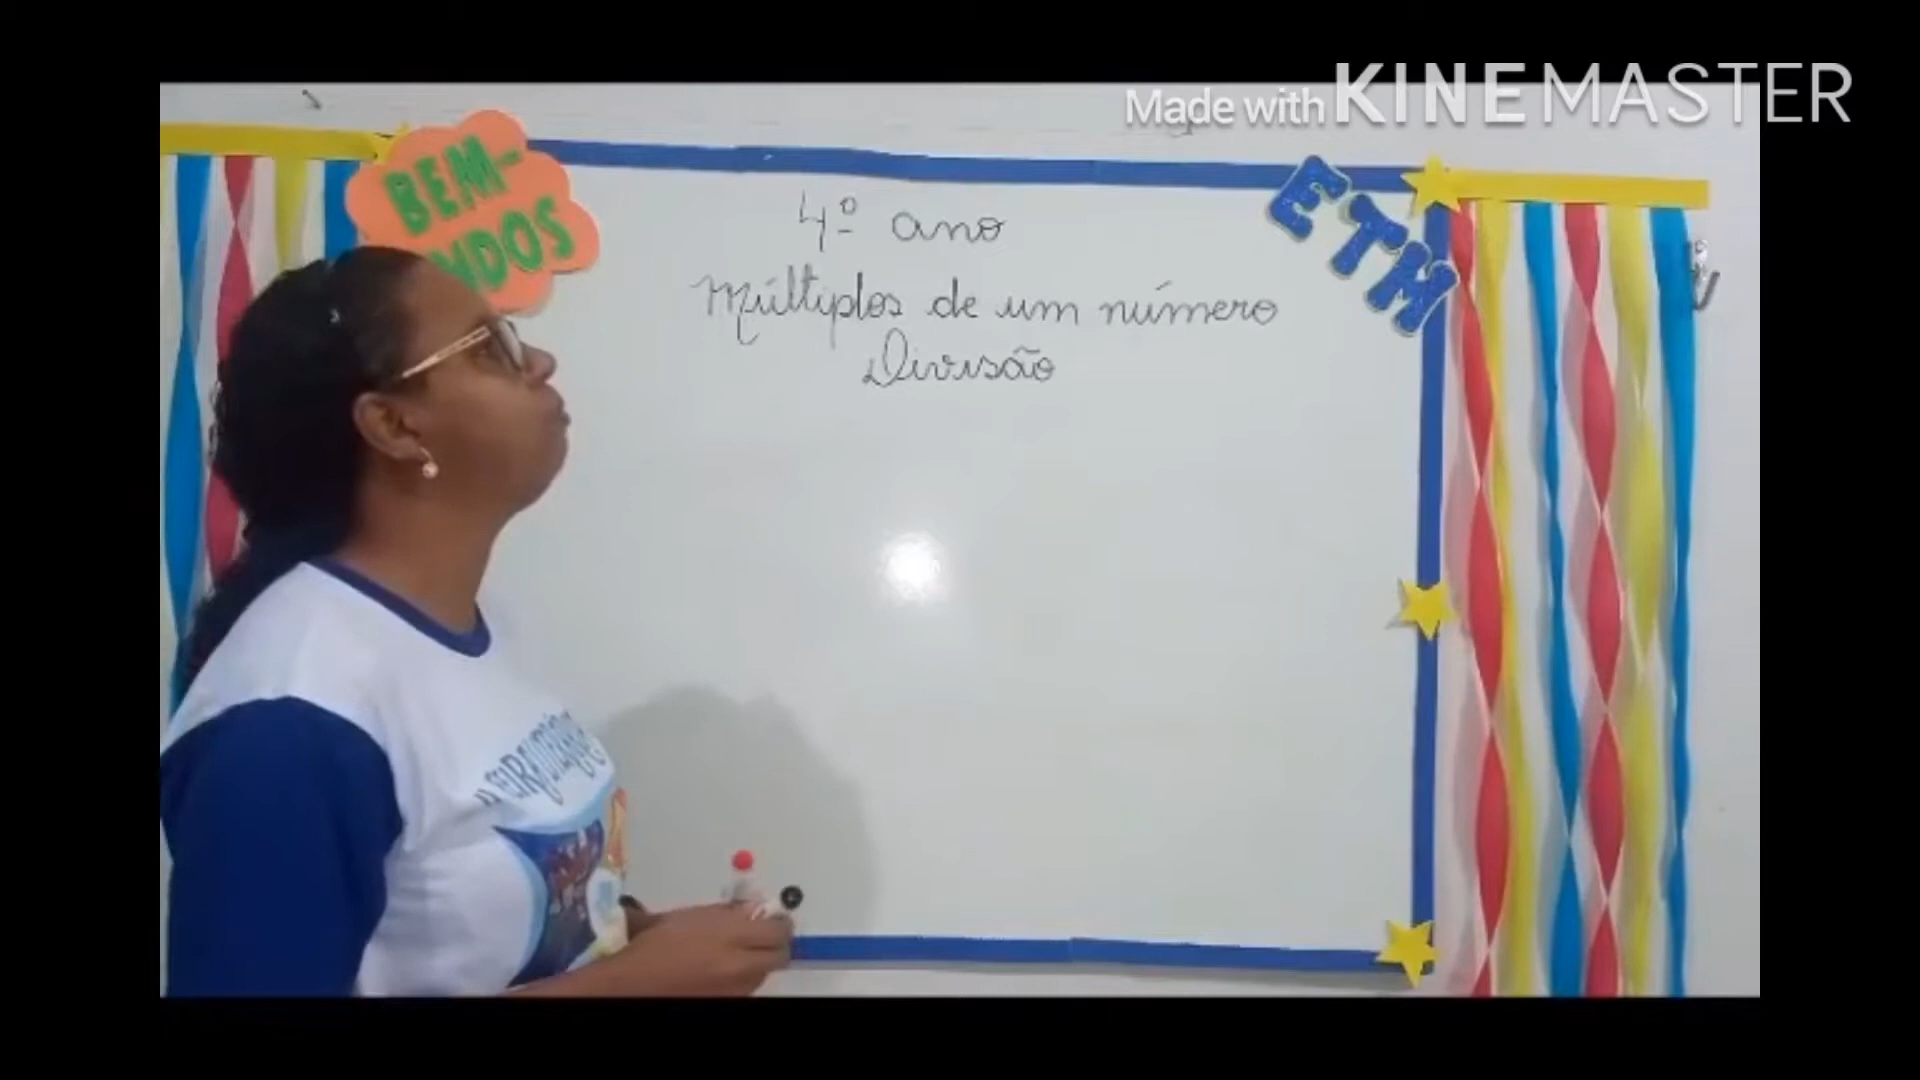 Made with KINEMASTER
BEM-
NDOS
ETM
4º ano
Múltiplos de um número
Divisão